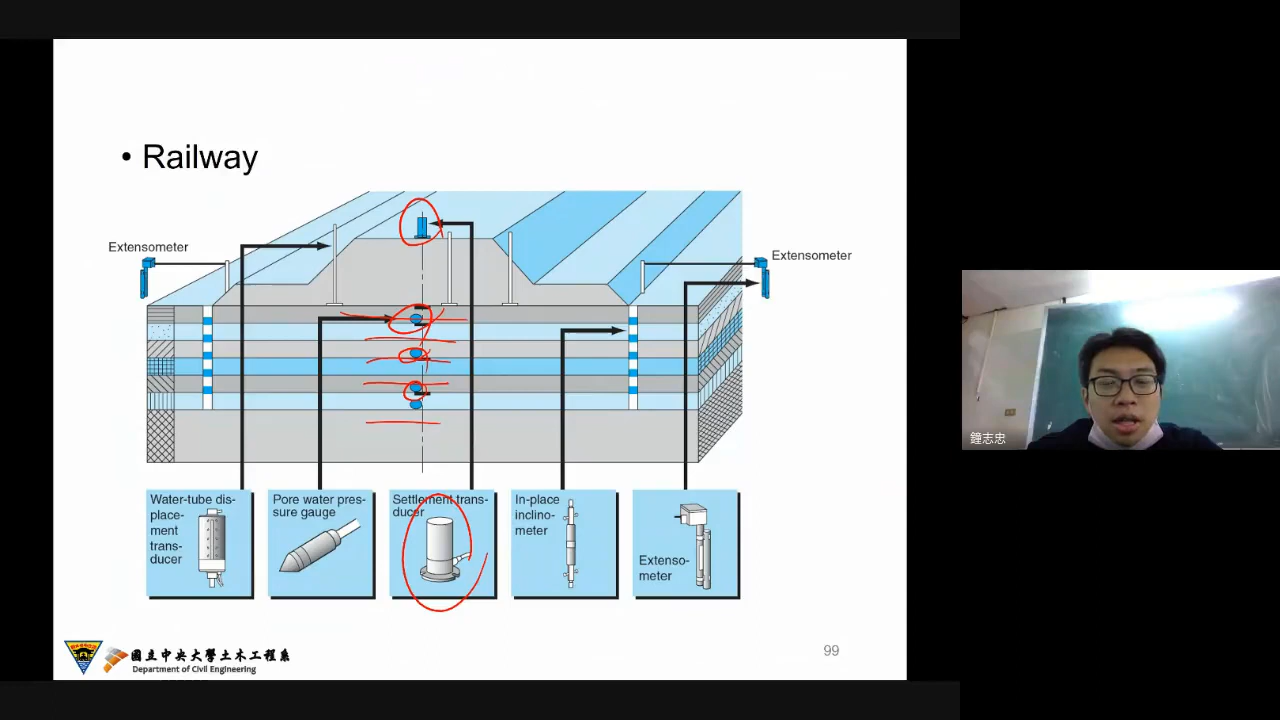 • Railway
Extensometer
Extensometer
Water-tube dis-
place-
ment
trans-
ducer
Pore water pres-
sure gauge
Settlement trans-
ducer
In-place
inclino-
meter
Extenso-
meter
國立中央大學土木工程系
Department of Civil Engineering
99
鐘志忠